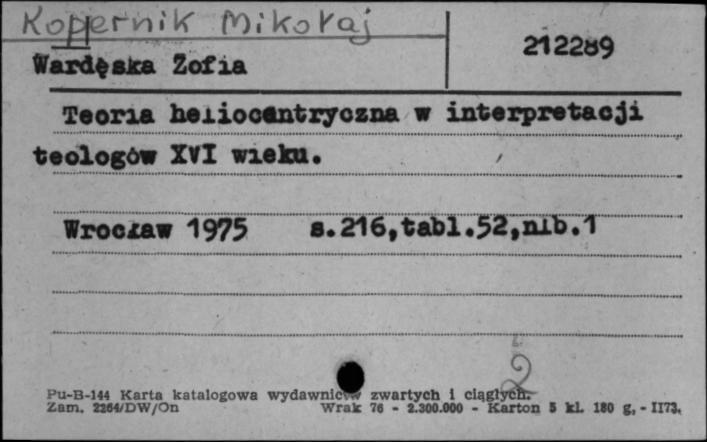 Kopernik Mikołaj
212289
Wardęska Zofia
Teoria heliocentryczna w interpretacji
teologów XVI wieku.
Wrocław 1975 s.216,tabl.52,nlb.1
2
Pu-B-144 Karta katalogowa wydawnictw zwartych i ciągłych.
Zam. 2264/DW/On Wrak 76 - 2.300.000 - Karton 5 kl. 180 g, - II73.